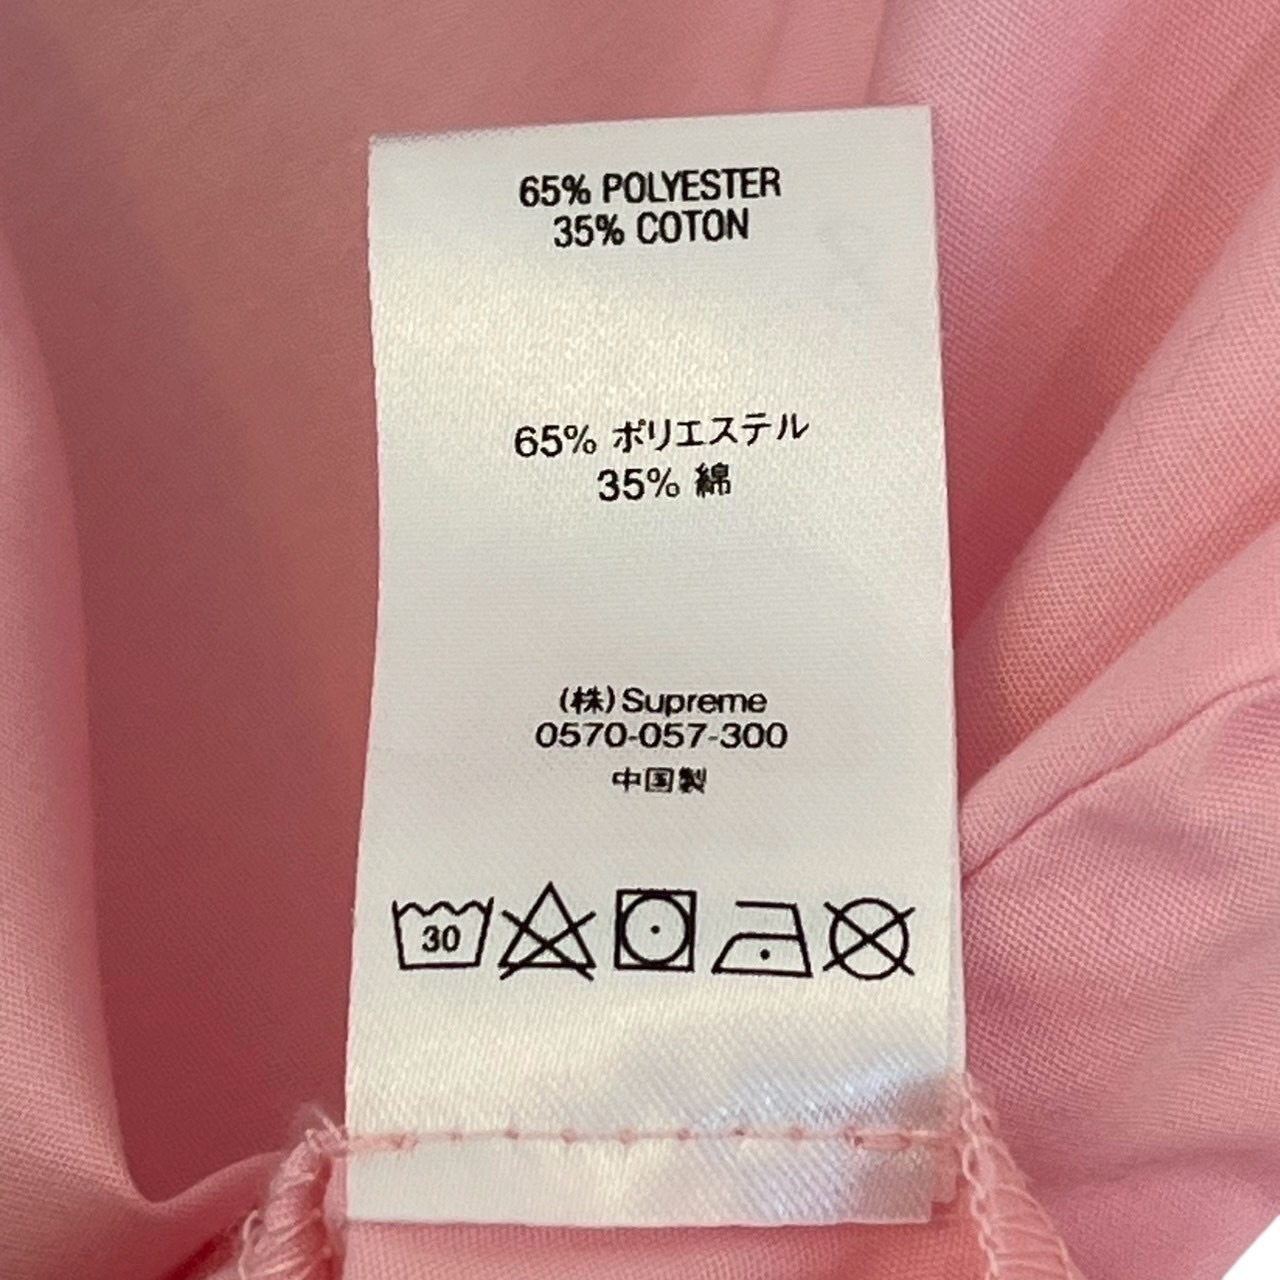 65% POLYESTER
35% COTON
65% ポリエステル
35% 綿
(株)Supreme
0570-057-300
中国製
30